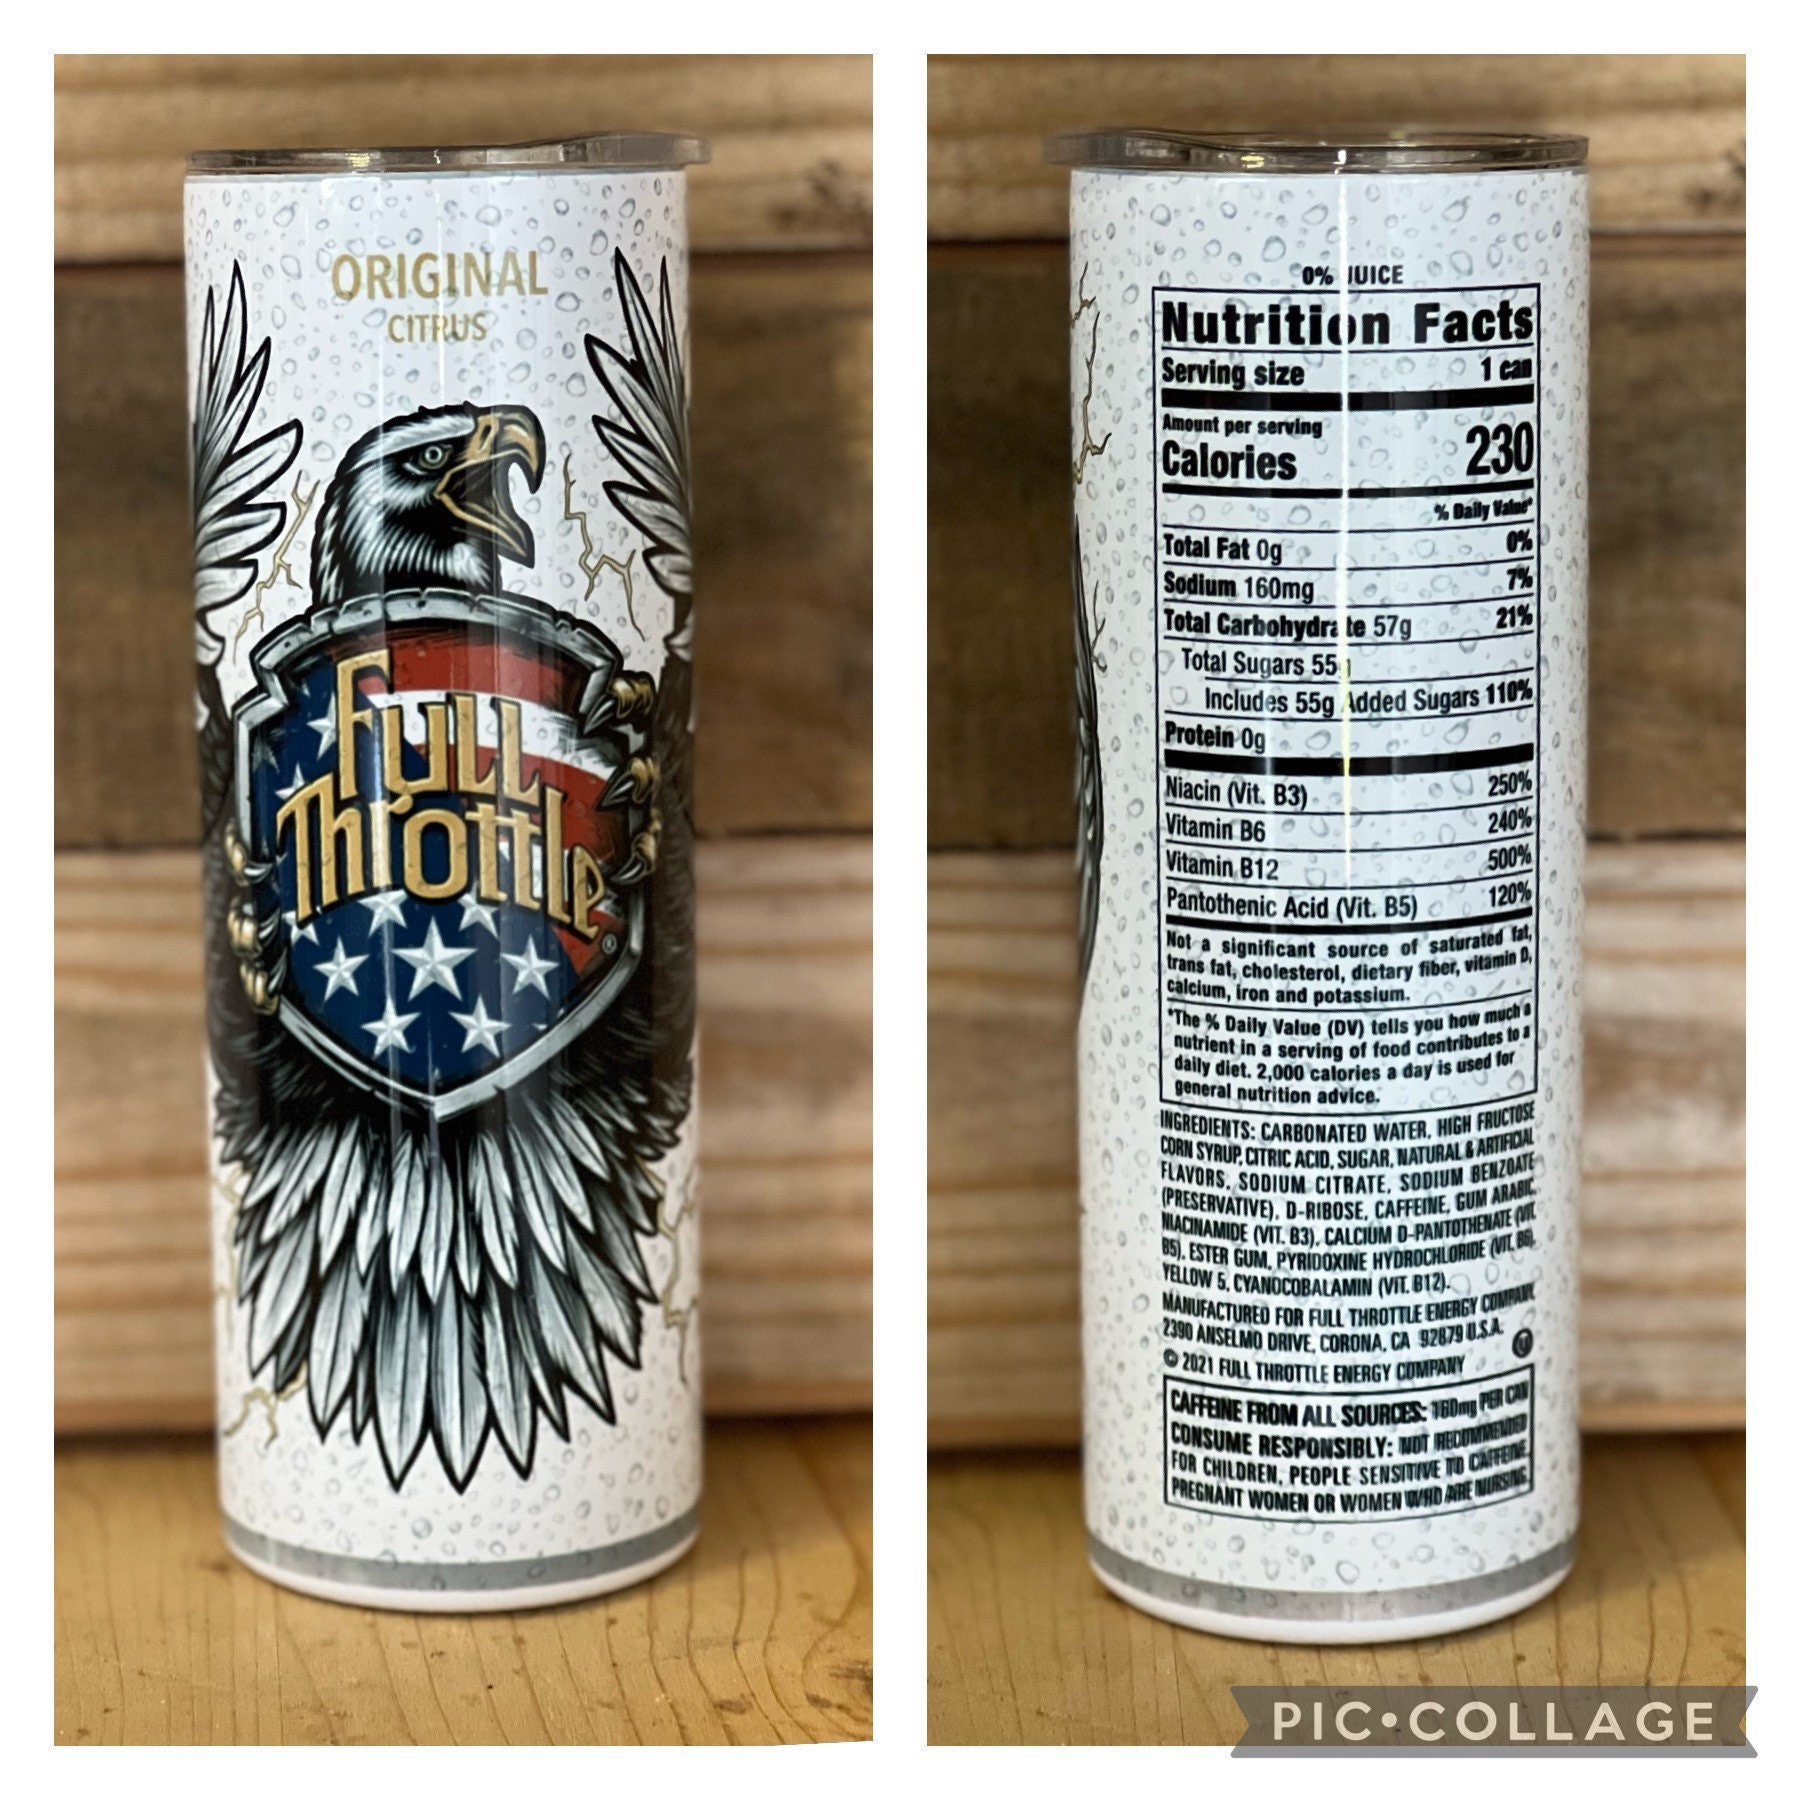 ORIGINAL
CITRUS
Full
Throttle
®
0% JUICE
Nutrition Facts
Serving size 1 can
Amount per serving
Calories 230
% Daily Value*
Total Fat 0g 0%
Sodium 160mg 7%
Total Carbohydrate 57g 21%
Total Sugars 55g
Includes 55g Added Sugars 110%
Protein 0g
Niacin (Vit. B3) 250%
Vitamin B6 240%
Vitamin B12 500%
Pantothenic Acid (Vit. B5) 120%
Not a significant source of saturated fat,
trans fat, cholesterol, dietary fiber, vitamin D,
calcium, iron and potassium.
*The % Daily Value (DV) tells you how much a
nutrient in a serving of food contributes to a
daily diet. 2,000 calories a day is used for
general nutrition advice.
INGREDIENTS: CARBONATED WATER, HIGH FRUCTOSE
CORN SYRUP, CITRIC ACID, SUGAR, NATURAL & ARTIFICIAL
FLAVORS, SODIUM CITRATE, SODIUM BENZOATE
(PRESERVATIVE), D-RIBOSE, CAFFEINE, GUM ARABIC,
NIACINAMIDE (VIT. B3), CALCIUM D-PANTOTHENATE (VIT.
B5), ESTER GUM, PYRIDOXINE HYDROCHLORIDE (VIT. B6),
YELLOW 5, CYANOCOBALAMIN (VIT. B12).
MANUFACTURED FOR FULL THROTTLE ENERGY COMPANY,
2390 ANSELMO DRIVE, CORONA, CA 92879 U.S.A.
© 2021 FULL THROTTLE ENERGY COMPANY
CAFFEINE FROM ALL SOURCES: 160mg PER CAN
CONSUME RESPONSIBLY: NOT RECOMMENDED
FOR CHILDREN, PEOPLE SENSITIVE TO CAFFEINE,
PREGNANT WOMEN OR WOMEN WHO ARE NURSING.
PIC•COLLAGE